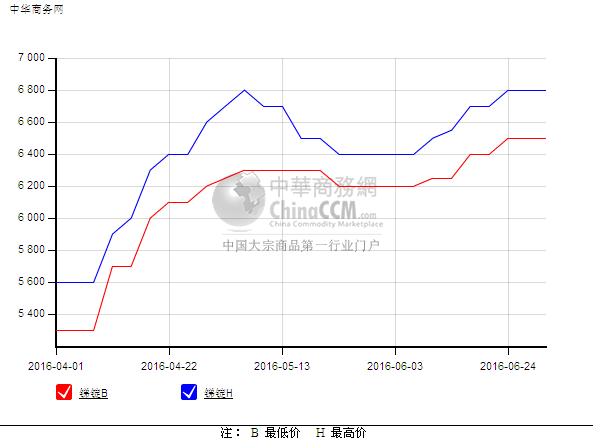 中华商务网
7 000
6 800
6 600
6 400
6 200
6 000
5 800
5 600
5 400
中華商務網
ChinaCCM.com
China Commodity Marketplace
中国大宗商品第一行业门户
2016-04-01 2016-04-22 2016-05-13 2016-06-03 2016-06-24
锑锭B 锑锭H
注： B 最低价 H 最高价